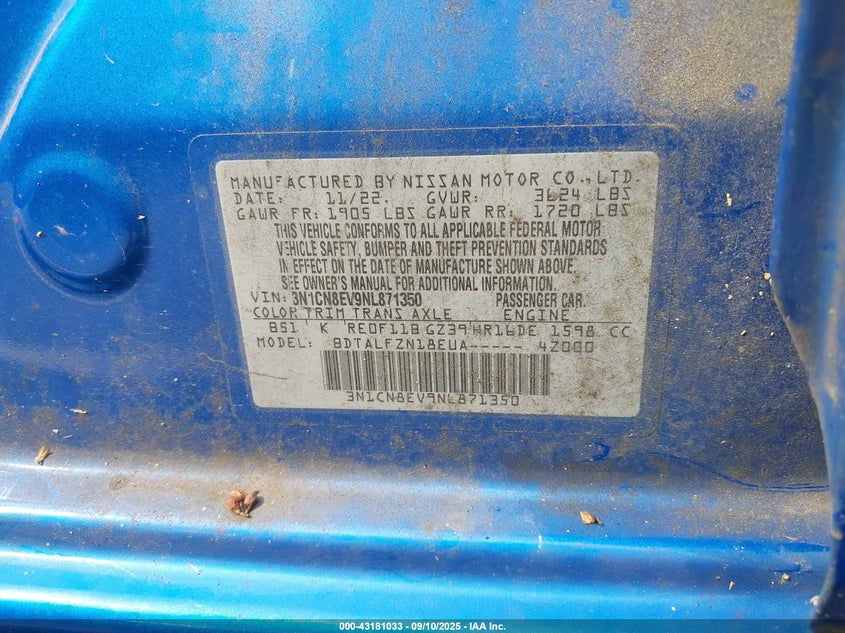 MANUFACTURED BY NISSAN MOTOR CO., LTD.
DATE: 11/22. GVWR: 3624 LBS
GAWR FR: 1905 LBS GAWR RR: 1720 LBS
THIS VEHICLE CONFORMS TO ALL APPLICABLE FEDERAL MOTOR
VEHICLE SAFETY, BUMPER AND THEFT PREVENTION STANDARDS
IN EFFECT ON THE DATE OF MANUFACTURE SHOWN ABOVE.
SEE OWNER'S MANUAL FOR ADDITIONAL INFORMATION.
VIN: 3N1CN8EV9NL871350 PASSENGER CAR.
COLOR TRIM TRANS AXLE ENGINE
B51 K RE0F11B GZ39 HR16DE 1598 CC
MODEL: BDTALFZN18EUA----- 4Z000
3N1CN8EV9NL871350
000-43181033 - 09/10/2025 - IAA Inc.